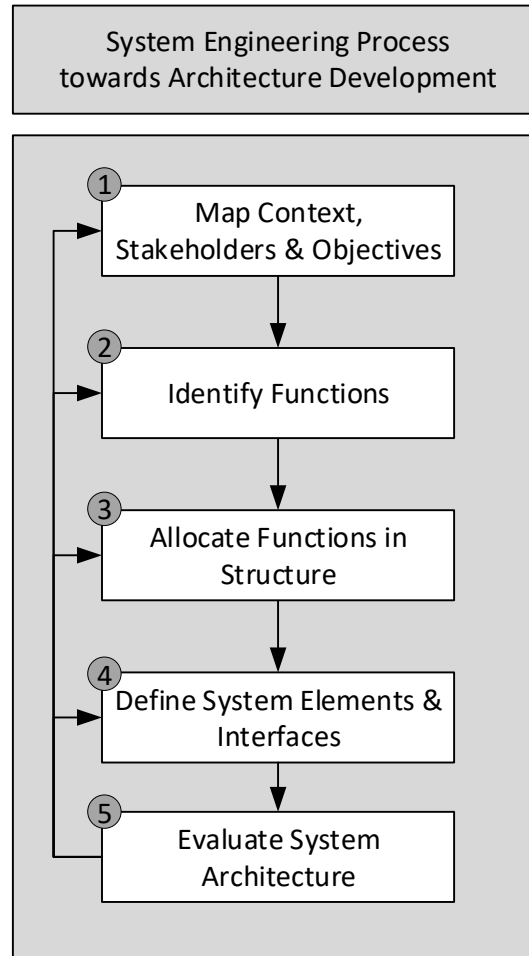 System Engineering Process
towards Architecture Development
1
Map Context,
Stakeholders & Objectives
2
Identify Functions
3
Allocate Functions in
Structure
4
Define System Elements &
Interfaces
5
Evaluate System
Architecture